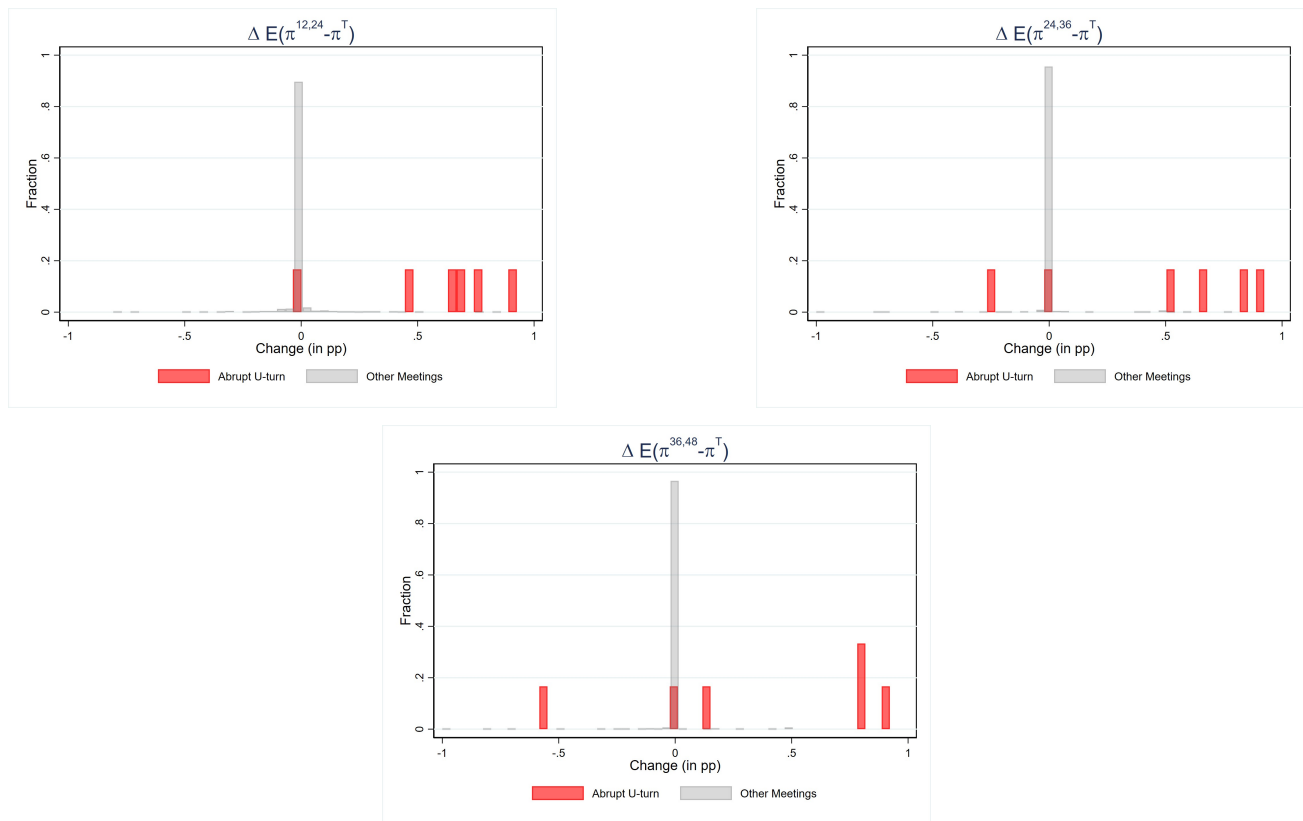 Δ E(π^12,24-π^T)
Fraction
1
.8
.6
.4
.2
0
-1 -.5 0 .5 1
Change (in pp)
Abrupt U-turn Other Meetings
Δ E(π^24,36-π^T)
Fraction
1
.8
.6
.4
.2
0
-1 -.5 0 .5 1
Change (in pp)
Abrupt U-turn Other Meetings
Δ E(π^36,48-π^T)
Fraction
1
.8
.6
.4
.2
0
-1 -.5 0 .5 1
Change (in pp)
Abrupt U-turn Other Meetings